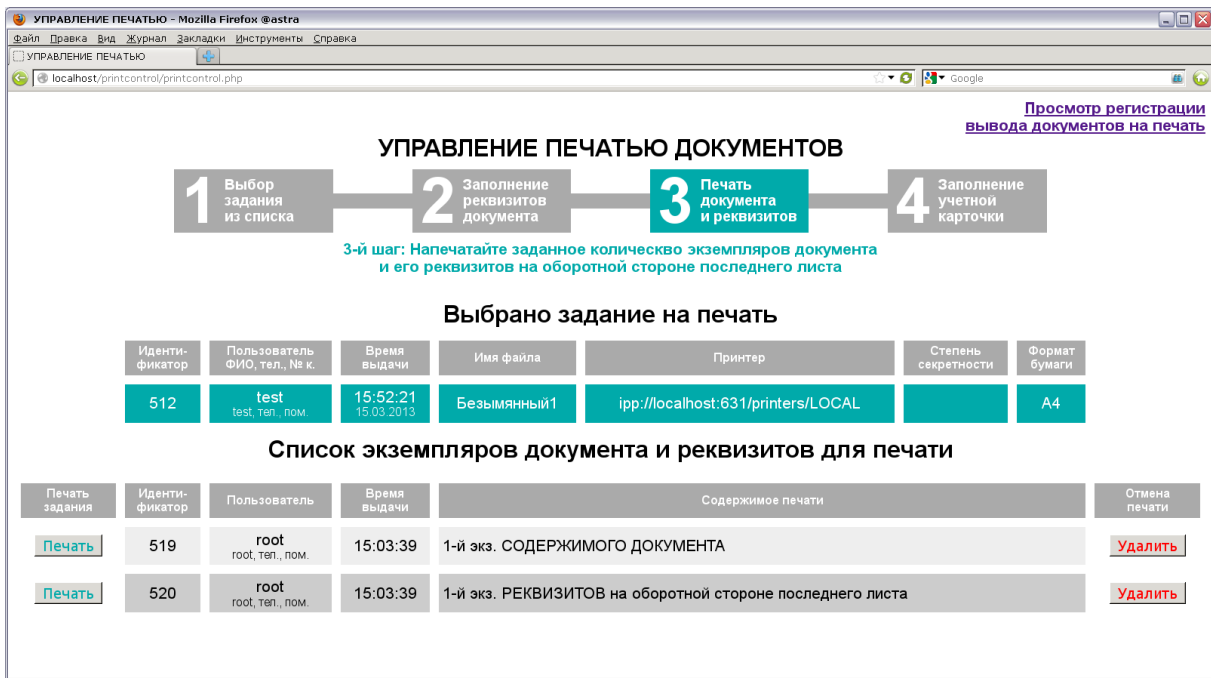 УПРАВЛЕНИЕ ПЕЧАТЬЮ - Mozilla Firefox @astra
Файл Правка Вид Журнал Закладки Инструменты Справка
УПРАВЛЕНИЕ ПЕЧАТЬЮ
localhost/printcontrol/printcontrol.php
Google
Просмотр регистрации
вывода документов на печать
УПРАВЛЕНИЕ ПЕЧАТЬЮ ДОКУМЕНТОВ
1 Выбор
задания
из списка
2 Заполнение
реквизитов
документа
3 Печать
документа
и реквизитов
4 Заполнение
учетной
карточки
3-й шаг: Напечатайте заданное колическво экземпляров документа
и его реквизитов на оборотной стороне последнего листа
Выбрано задание на печать
Иденти-
фикатор
Пользователь
ФИО, тел., № к.
Время
выдачи
Имя файла
Принтер
Степень
секретности
Формат
бумаги
512
test
test, тел., пом.
15:52:21
15.03.2013
Безымянный1
ipp://localhost:631/printers/LOCAL
A4
Список экземпляров документа и реквизитов для печати
Печать
задания
Иденти-
фикатор
Пользователь
Время
выдачи
Содержимое печати
Отмена
печати
Печать
519
root
root, тел., пом.
15:03:39
1-й экз. СОДЕРЖИМОГО ДОКУМЕНТА
Удалить
Печать
520
root
root, тел., пом.
15:03:39
1-й экз. РЕКВИЗИТОВ на оборотной стороне последнего листа
Удалить